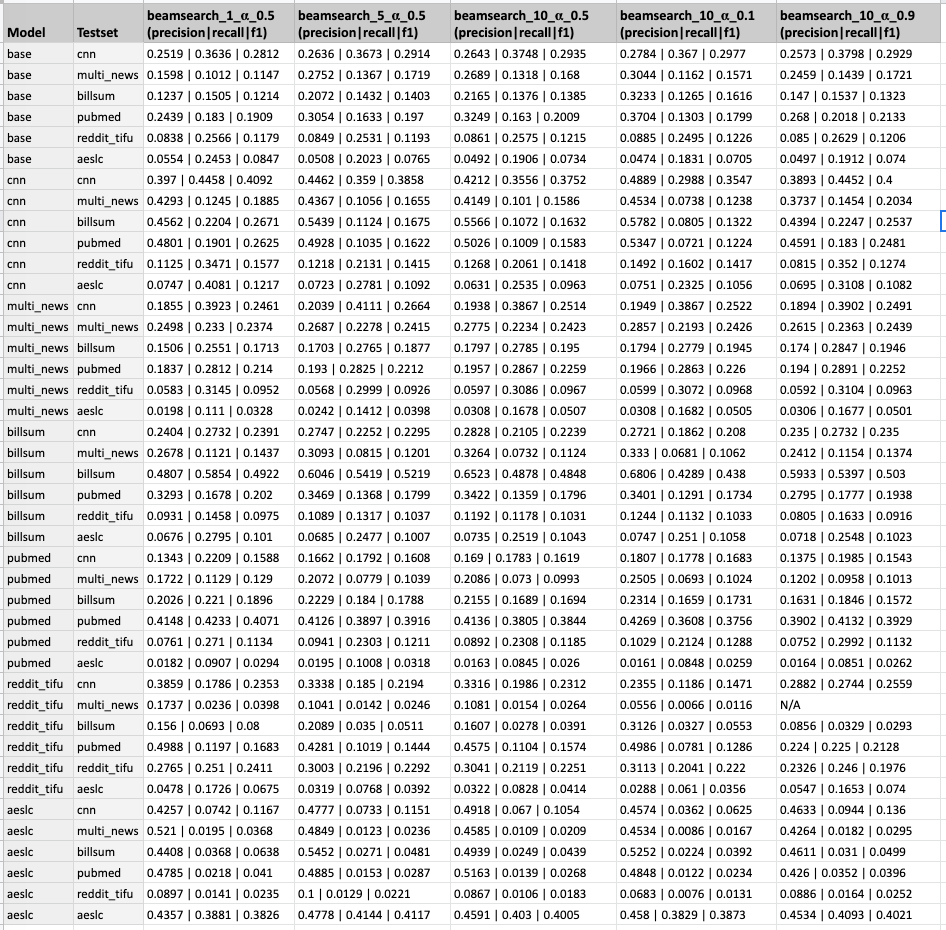 Model Testset beamsearch_1_α_0.5 (precision|recall|f1) beamsearch_5_α_0.5 (precision|recall|f1) beamsearch_10_α_0.5 (precision|recall|f1) beamsearch_10_α_0.1 (precision|recall|f1) beamsearch_10_α_0.9 (precision|recall|f1)
base cnn 0.2519 | 0.3636 | 0.2812 0.2636 | 0.3673 | 0.2914 0.2643 | 0.3748 | 0.2935 0.2784 | 0.367 | 0.2977 0.2573 | 0.3798 | 0.2929
base multi_news 0.1598 | 0.1012 | 0.1147 0.2752 | 0.1367 | 0.1719 0.2689 | 0.1318 | 0.168 0.3044 | 0.1162 | 0.1571 0.2459 | 0.1439 | 0.1721
base billsum 0.1237 | 0.1505 | 0.1214 0.2072 | 0.1432 | 0.1403 0.2165 | 0.1376 | 0.1385 0.3233 | 0.1265 | 0.1616 0.147 | 0.1537 | 0.1323
base pubmed 0.2439 | 0.183 | 0.1909 0.3054 | 0.1633 | 0.197 0.3249 | 0.163 | 0.2009 0.3704 | 0.1303 | 0.1799 0.268 | 0.2018 | 0.2133
base reddit_tifu 0.0838 | 0.2566 | 0.1179 0.0849 | 0.2531 | 0.1193 0.0861 | 0.2575 | 0.1215 0.0885 | 0.2495 | 0.1226 0.085 | 0.2629 | 0.1206
base aeslc 0.0554 | 0.2453 | 0.0847 0.0508 | 0.2023 | 0.0765 0.0492 | 0.1906 | 0.0734 0.0474 | 0.1831 | 0.0705 0.0497 | 0.1912 | 0.074
cnn cnn 0.397 | 0.4458 | 0.4092 0.4462 | 0.359 | 0.3858 0.4212 | 0.3556 | 0.3752 0.4889 | 0.2988 | 0.3547 0.3893 | 0.4452 | 0.4
cnn multi_news 0.4293 | 0.1245 | 0.1885 0.4367 | 0.1056 | 0.1655 0.4149 | 0.101 | 0.1586 0.4534 | 0.0738 | 0.1238 0.3737 | 0.1454 | 0.2034
cnn billsum 0.4562 | 0.2204 | 0.2671 0.5439 | 0.1124 | 0.1675 0.5566 | 0.1072 | 0.1632 0.5782 | 0.0805 | 0.1322 0.4394 | 0.2247 | 0.2537
cnn pubmed 0.4801 | 0.1901 | 0.2625 0.4928 | 0.1035 | 0.1622 0.5026 | 0.1009 | 0.1583 0.5347 | 0.0721 | 0.1224 0.4591 | 0.183 | 0.2481
cnn reddit_tifu 0.1125 | 0.3471 | 0.1577 0.1218 | 0.2131 | 0.1415 0.1268 | 0.2061 | 0.1418 0.1492 | 0.1602 | 0.1417 0.0815 | 0.352 | 0.1274
cnn aeslc 0.0747 | 0.4081 | 0.1217 0.0723 | 0.2781 | 0.1092 0.0631 | 0.2535 | 0.0963 0.0751 | 0.2325 | 0.1056 0.0695 | 0.3108 | 0.1082
multi_news cnn 0.1855 | 0.3923 | 0.2461 0.2039 | 0.4111 | 0.2664 0.1938 | 0.3867 | 0.2514 0.1949 | 0.3867 | 0.2522 0.1894 | 0.3902 | 0.2491
multi_news multi_news 0.2498 | 0.233 | 0.2374 0.2687 | 0.2278 | 0.2415 0.2775 | 0.2234 | 0.2423 0.2857 | 0.2193 | 0.2426 0.2615 | 0.2363 | 0.2439
multi_news billsum 0.1506 | 0.2551 | 0.1713 0.1703 | 0.2765 | 0.1877 0.1797 | 0.2785 | 0.195 0.1794 | 0.2779 | 0.1945 0.174 | 0.2847 | 0.1946
multi_news pubmed 0.1837 | 0.2812 | 0.214 0.193 | 0.2825 | 0.2212 0.1957 | 0.2867 | 0.2259 0.1966 | 0.2863 | 0.226 0.194 | 0.2891 | 0.2252
multi_news reddit_tifu 0.0583 | 0.3145 | 0.0952 0.0568 | 0.2999 | 0.0926 0.0597 | 0.3086 | 0.0967 0.0599 | 0.3072 | 0.0968 0.0592 | 0.3104 | 0.0963
multi_news aeslc 0.0198 | 0.111 | 0.0328 0.0242 | 0.1412 | 0.0398 0.0308 | 0.1678 | 0.0507 0.0308 | 0.1682 | 0.0505 0.0306 | 0.1677 | 0.0501
billsum cnn 0.2404 | 0.2732 | 0.2391 0.2747 | 0.2252 | 0.2295 0.2828 | 0.2105 | 0.2239 0.2721 | 0.1862 | 0.208 0.235 | 0.2732 | 0.235
billsum multi_news 0.2678 | 0.1121 | 0.1437 0.3093 | 0.0815 | 0.1201 0.3264 | 0.0732 | 0.1124 0.333 | 0.0681 | 0.1062 0.2412 | 0.1154 | 0.1374
billsum billsum 0.4807 | 0.5854 | 0.4922 0.6046 | 0.5419 | 0.5219 0.6523 | 0.4878 | 0.4848 0.6806 | 0.4289 | 0.438 0.5933 | 0.5397 | 0.503
billsum pubmed 0.3293 | 0.1678 | 0.202 0.3469 | 0.1368 | 0.1799 0.3422 | 0.1359 | 0.1796 0.3401 | 0.1291 | 0.1734 0.2795 | 0.1777 | 0.1938
billsum reddit_tifu 0.0931 | 0.1458 | 0.0975 0.1089 | 0.1317 | 0.1037 0.1192 | 0.1178 | 0.1031 0.1244 | 0.1132 | 0.1033 0.0805 | 0.1633 | 0.0916
billsum aeslc 0.0676 | 0.2795 | 0.101 0.0685 | 0.2477 | 0.1007 0.0735 | 0.2519 | 0.1043 0.0747 | 0.251 | 0.1058 0.0718 | 0.2548 | 0.1023
pubmed cnn 0.1343 | 0.2209 | 0.1588 0.1662 | 0.1792 | 0.1608 0.169 | 0.1783 | 0.1619 0.1807 | 0.1778 | 0.1683 0.1375 | 0.1985 | 0.1543
pubmed multi_news 0.1722 | 0.1129 | 0.129 0.2072 | 0.0779 | 0.1039 0.2086 | 0.073 | 0.0993 0.2505 | 0.0693 | 0.1024 0.1202 | 0.0958 | 0.1013
pubmed billsum 0.2026 | 0.221 | 0.1896 0.2229 | 0.184 | 0.1788 0.2155 | 0.1689 | 0.1694 0.2314 | 0.1659 | 0.1731 0.1631 | 0.1846 | 0.1572
pubmed pubmed 0.4148 | 0.4233 | 0.4071 0.4126 | 0.3897 | 0.3916 0.4136 | 0.3805 | 0.3844 0.4269 | 0.3608 | 0.3756 0.3902 | 0.4132 | 0.3929
pubmed reddit_tifu 0.0761 | 0.271 | 0.1134 0.0941 | 0.2303 | 0.1211 0.0892 | 0.2308 | 0.1185 0.1029 | 0.2124 | 0.1288 0.0752 | 0.2992 | 0.1132
pubmed aeslc 0.0182 | 0.0907 | 0.0294 0.0195 | 0.1008 | 0.0318 0.0163 | 0.0845 | 0.026 0.0161 | 0.0848 | 0.0259 0.0164 | 0.0851 | 0.0262
reddit_tifu cnn 0.3859 | 0.1786 | 0.2353 0.3338 | 0.185 | 0.2194 0.3316 | 0.1986 | 0.2312 0.2355 | 0.1186 | 0.1471 0.2882 | 0.2744 | 0.2559
reddit_tifu multi_news 0.1737 | 0.0236 | 0.0398 0.1041 | 0.0142 | 0.0246 0.1081 | 0.0154 | 0.0264 0.0556 | 0.0066 | 0.0116 N/A
reddit_tifu billsum 0.156 | 0.0693 | 0.08 0.2089 | 0.035 | 0.0511 0.1607 | 0.0278 | 0.0391 0.3126 | 0.0327 | 0.0553 0.0856 | 0.0329 | 0.0293
reddit_tifu pubmed 0.4988 | 0.1197 | 0.1683 0.4281 | 0.1019 | 0.1444 0.4575 | 0.1104 | 0.1574 0.4986 | 0.0781 | 0.1286 0.224 | 0.225 | 0.2128
reddit_tifu reddit_tifu 0.2765 | 0.251 | 0.2411 0.3003 | 0.2196 | 0.2292 0.3041 | 0.2119 | 0.2251 0.3113 | 0.2041 | 0.222 0.2326 | 0.246 | 0.1976
reddit_tifu aeslc 0.0478 | 0.1726 | 0.0675 0.0319 | 0.0768 | 0.0392 0.0322 | 0.0828 | 0.0414 0.0288 | 0.061 | 0.0356 0.0547 | 0.1653 | 0.074
aeslc cnn 0.4257 | 0.0742 | 0.1167 0.4777 | 0.0733 | 0.1151 0.4918 | 0.067 | 0.1054 0.4574 | 0.0362 | 0.0625 0.4633 | 0.0944 | 0.136
aeslc multi_news 0.521 | 0.0195 | 0.0368 0.4849 | 0.0123 | 0.0236 0.4585 | 0.0109 | 0.0209 0.4534 | 0.0086 | 0.0167 0.4264 | 0.0182 | 0.0295
aeslc billsum 0.4408 | 0.0368 | 0.0638 0.5452 | 0.0271 | 0.0481 0.4939 | 0.0249 | 0.0439 0.5252 | 0.0224 | 0.0392 0.4611 | 0.031 | 0.0499
aeslc pubmed 0.4785 | 0.0218 | 0.041 0.4885 | 0.0153 | 0.0287 0.5163 | 0.0139 | 0.0268 0.4848 | 0.0122 | 0.0234 0.426 | 0.0352 | 0.0396
aeslc reddit_tifu 0.0897 | 0.0141 | 0.0235 0.1 | 0.0129 | 0.0221 0.0867 | 0.0106 | 0.0183 0.0683 | 0.0076 | 0.0131 0.0886 | 0.0164 | 0.0252
aeslc aeslc 0.4357 | 0.3881 | 0.3826 0.4778 | 0.4144 | 0.4117 0.4591 | 0.403 | 0.4005 0.458 | 0.3829 | 0.3873 0.4534 | 0.4093 | 0.4021